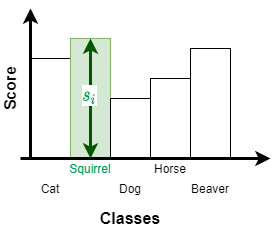 Score
s_i
Squirrel
Horse
Cat
Dog
Beaver
Classes